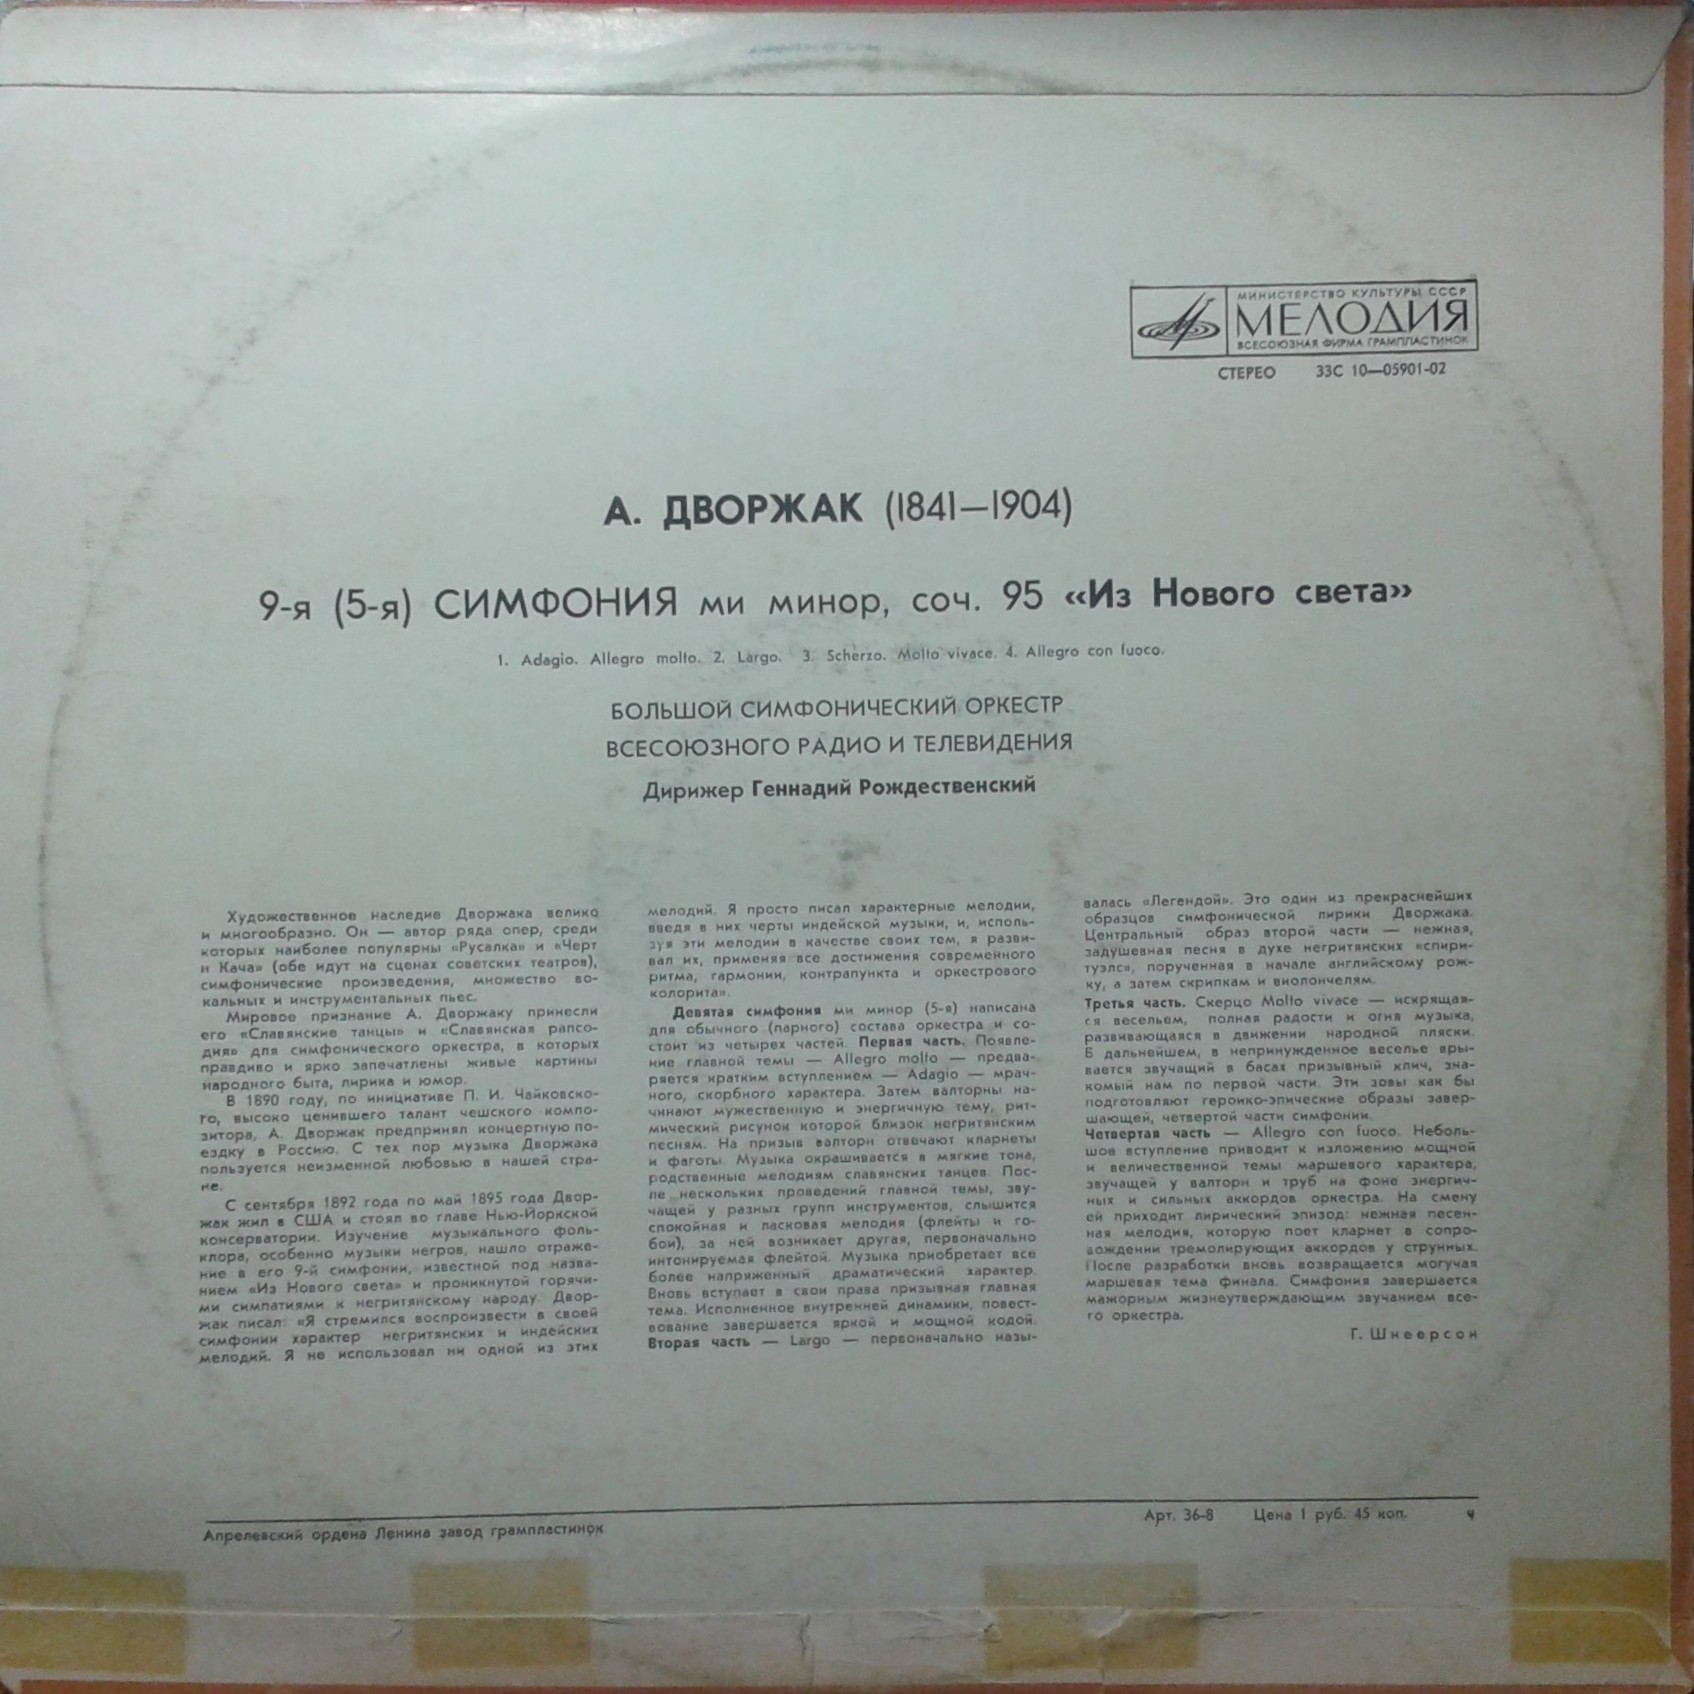 МИНИСТЕРСТВО КУЛЬТУРЫ СССР
МЕЛОДИЯ
ВСЕСОЮЗНАЯ ФИРМА ГРАМПЛАСТИНОК
СТЕРЕО 33С 10—05901-02
А. ДВОРЖАК (1841—1904)
9-я (5-я) СИМФОНИЯ ми минор, соч. 95 «Из Нового света»
1. Adagio. Allegro molto. 2. Largo. 3. Scherzo. Molto vivace. 4. Allegro con fuoco.
БОЛЬШОЙ СИМФОНИЧЕСКИЙ ОРКЕСТР
ВСЕСОЮЗНОГО РАДИО И ТЕЛЕВИДЕНИЯ
Дирижер Геннадий Рождественский
Художественное наследие Дворжака велико
и многообразно. Он — автор ряда опер, среди
которых наиболее популярны «Русалка» и «Черт
и Кача» (обе идут на сценах советских театров),
симфонические произведения, множество во-
кальных и инструментальных пьес.
Мировое признание А. Дворжаку принесли
его «Славянские танцы» и «Славянская рапсо-
дия» для симфонического оркестра, в которых
правдиво и ярко запечатлены живые картины
народного быта, лирика и юмор.
В 1890 году, по инициативе П. И. Чайковско-
го, высоко ценившего талант чешского компо-
зитора, А. Дворжак предпринял концертную по-
ездку в Россию. С тех пор музыка Дворжака
пользуется неизменной любовью в нашей стра-
не.
С сентября 1892 года по май 1895 года Двор-
жак жил в США и стоял во главе Нью-Йоркской
консерватории. Изучение музыкального фоль-
клора, особенно музыки негров, нашло отраже-
ние в его 9-й симфонии, известной под назва-
нием «Из Нового света» и проникнутой горячи-
ми симпатиями к негритянскому народу. Двор-
жак писал: «Я стремился воспроизвести в своей
симфонии характер негритянских и индейских
мелодий. Я не использовал ни одной из этих
мелодий. Я просто писал характерные мелодии,
введя в них черты индейской музыки, и, исполь-
зуя эти мелодии в качестве своих тем, я разви-
вал их, применяя все достижения современного
ритма, гармонии, контрапункта и оркестрового
колорита».
Девятая симфония ми минор (5-я) написана
для обычного (парного) состава оркестра и со-
стоит из четырех частей. Первая часть. Появле-
ние главной темы — Allegro molto — предва-
ряется кратким вступлением — Adagio — мрач-
ного, скорбного характера. Затем валторны на-
чинают мужественную и энергичную тему, рит-
мический рисунок которой близок негритянским
песням. На призыв валторн отвечают кларнеты
и фаготы. Музыка окрашивается в мягкие тона,
родственные мелодиям славянских танцев. Пос-
ле нескольких проведений главной темы, зву-
чащей у разных групп инструментов, слышится
спокойная и ласковая мелодия (флейты и го-
бои), за ней возникает другая, первоначально
интонируемая флейтой. Музыка приобретает все
более напряженный драматический характер.
Вновь вступает в свои права призывная главная
тема. Исполненное внутренней динамики, повест-
вование завершается яркой и мощной кодой.
Вторая часть — Largo — первоначально назы-
валась «Легендой». Это один из прекраснейших
образцов симфонической лирики Дворжака.
Центральный образ второй части — нежная,
задушевная песня в духе негритянских «спири-
туэлс», порученная в начале английскому рож-
ку, а затем скрипкам и виолончелям.
Третья часть. Скерцо Molto vivace — искрящая-
ся весельем, полная радости и огня музыка,
развивающаяся в движении народной пляски.
В дальнейшем, в непринужденное веселье вры-
вается звучащий в басах призывный клич, зна-
комый нам по первой части. Эти зовы как бы
подготовляют героико-эпические образы завер-
шающей, четвертой части симфонии.
Четвертая часть — Allegro con fuoco. Неболь-
шое вступление приводит к изложению мощной
и величественной темы маршевого характера,
звучащей у валторн и труб на фоне энергич-
ных и сильных аккордов оркестра. На смену
ей приходит лирический эпизод: нежная песен-
ная мелодия, которую поет кларнет в сопро-
вождении тремолирующих аккордов у струнных.
После разработки вновь возвращается могучая
маршевая тема финала. Симфония завершается
мажорным жизнеутверждающим звучанием все-
го оркестра.
Г. Шнеерсон
Апрелевский ордена Ленина завод грампластинок
Арт. 36-8 Цена 1 руб. 45 коп.